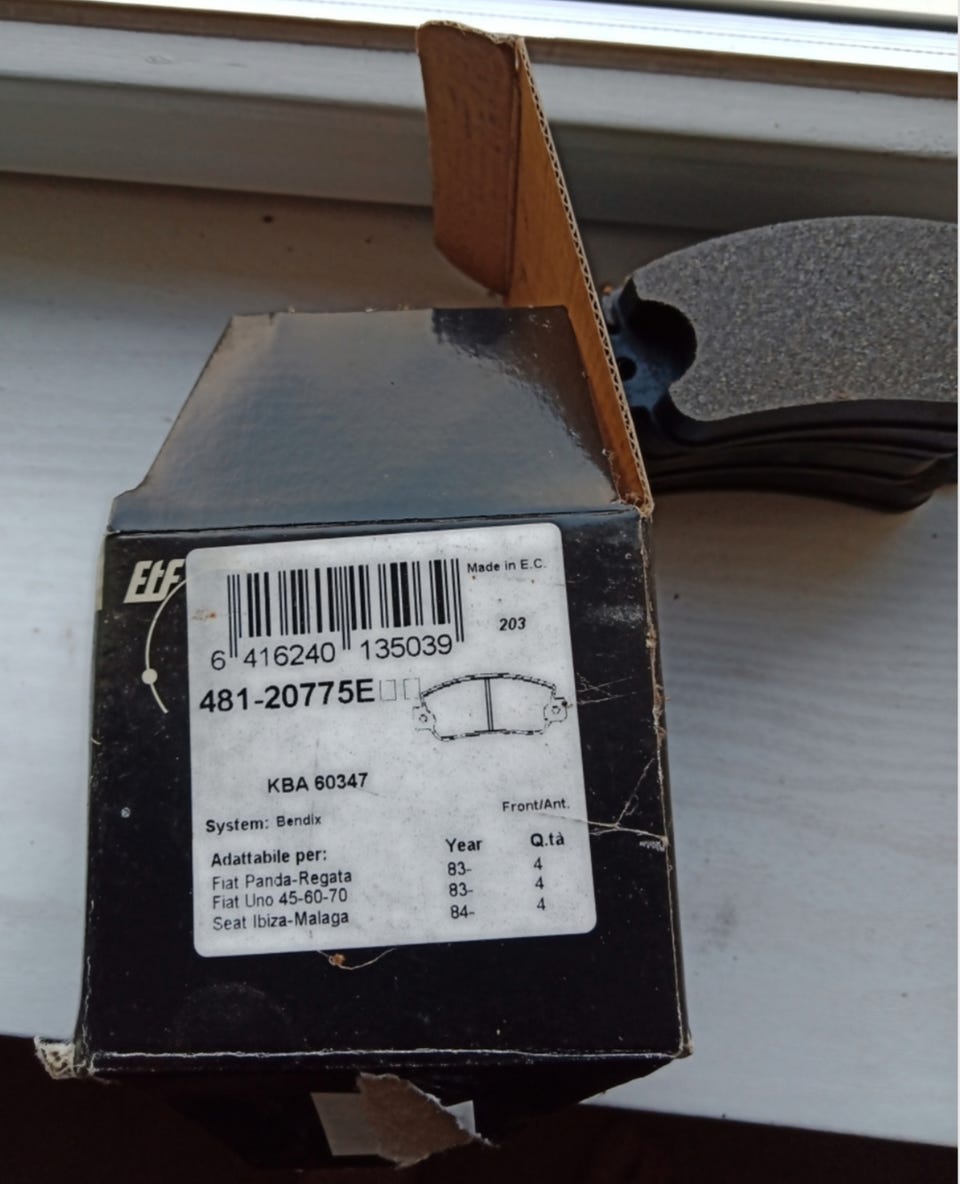 EtF
Made in E.C.
203
6 416240 135039
481-20775E
KBA 60347
Front/Ant.
System: Bendix
Adattabile per: Year Q.tà
Fiat Panda-Regata 83- 4
Fiat Uno 45-60-70 83- 4
Seat Ibiza-Malaga 84- 4